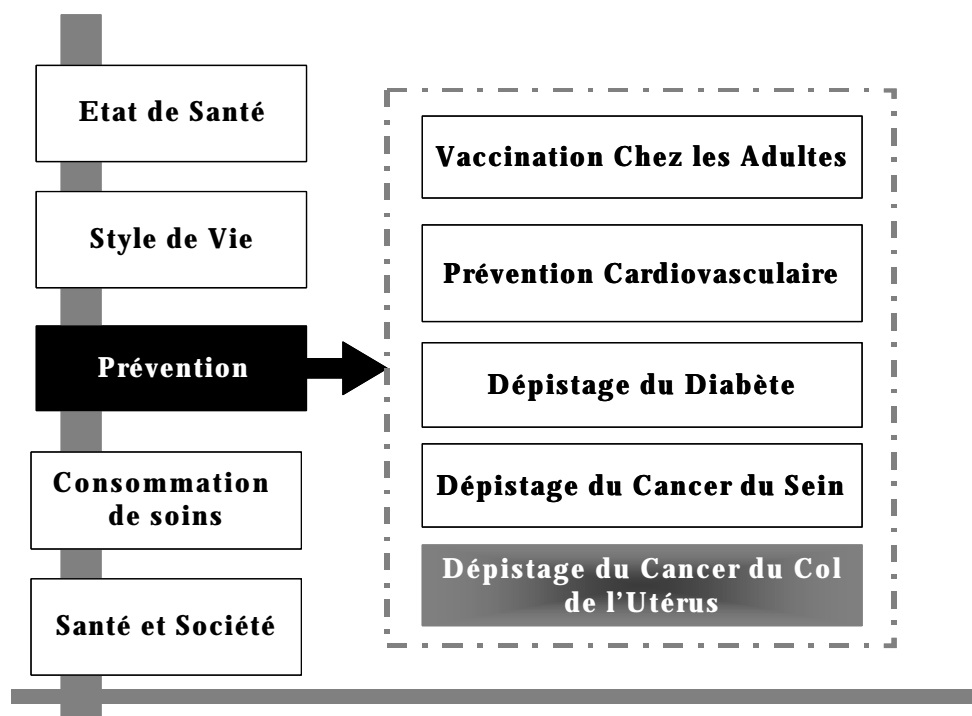 Etat de Santé
Style de Vie
Prévention
Consommation
de soins
Santé et Société
Vaccination Chez les Adultes
Prévention Cardiovasculaire
Dépistage du Diabète
Dépistage du Cancer du Sein
Dépistage du Cancer du Col
de l’Utérus